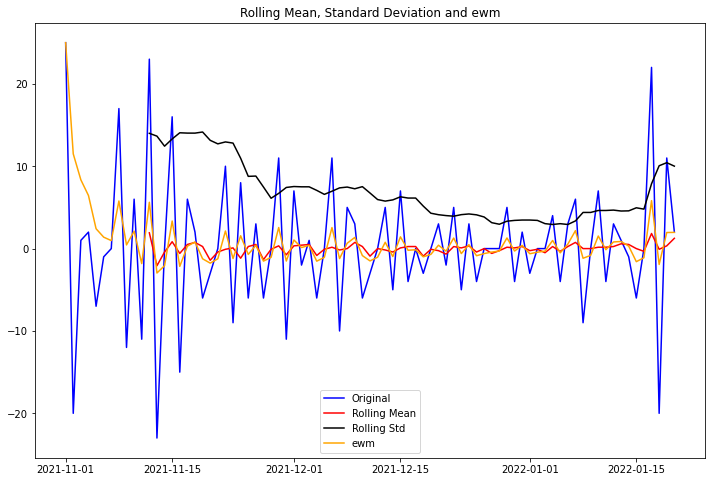 Rolling Mean, Standard Deviation and ewm
20
10
0
−10
−20
Original
Rolling Mean
Rolling Std
ewm
2021-11-01
2021-11-15
2021-12-01
2021-12-15
2022-01-01
2022-01-15